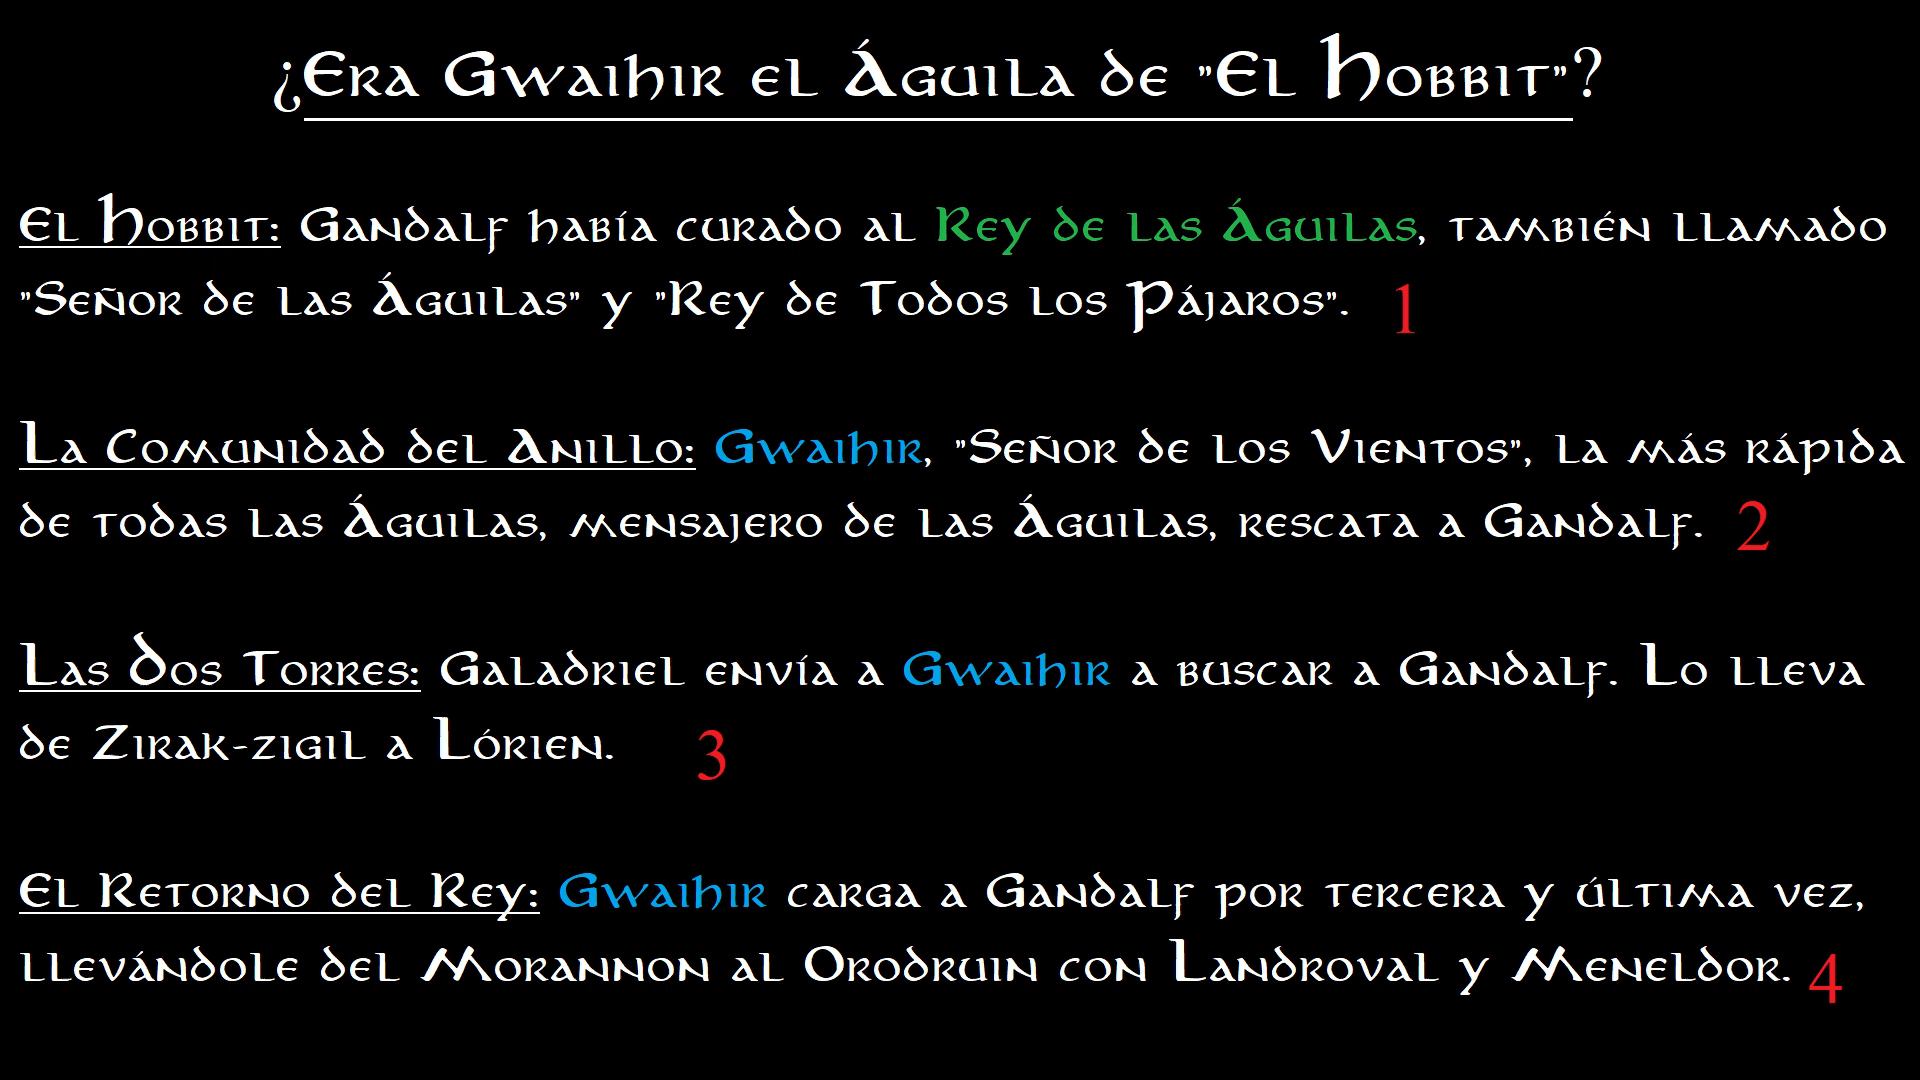 ¿Era Gwaihir el Águila de "El Hobbit"?
El Hobbit: Gandalf había curado al Rey de las Águilas, también llamado
"Señor de las Águilas" y "Rey de Todos los Pájaros". 1
La Comunidad del Anillo: Gwaihir, "Señor de los Vientos", la más rápida
de todas las Águilas, mensajero de las Águilas, rescata a Gandalf. 2
Las Dos Torres: Galadriel envía a Gwaihir a buscar a Gandalf. Lo lleva
de Zirak-zigil a Lórien. 3
El Retorno del Rey: Gwaihir carga a Gandalf por tercera y última vez,
llevándole del Morannon al Orodruin con Landroval y Meneldor. 4